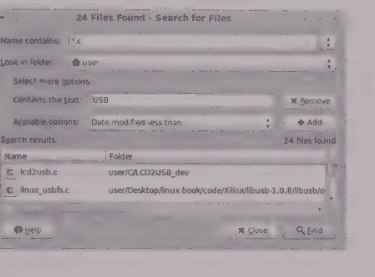 24 Files Found - Search for Files
Name contains: *.c
Look in folder: user
Select more options
Contains the text: USB Remove
Available options: Date modified less than Add
Search results: 24 files found
Name Folder
lcd2usb.c user/C/LCD2USB_dev
linux_usbfs.c user/Desktop/linux-book/code/Xilinx/libusb-1.0.8/libusb/o
Help Close Find